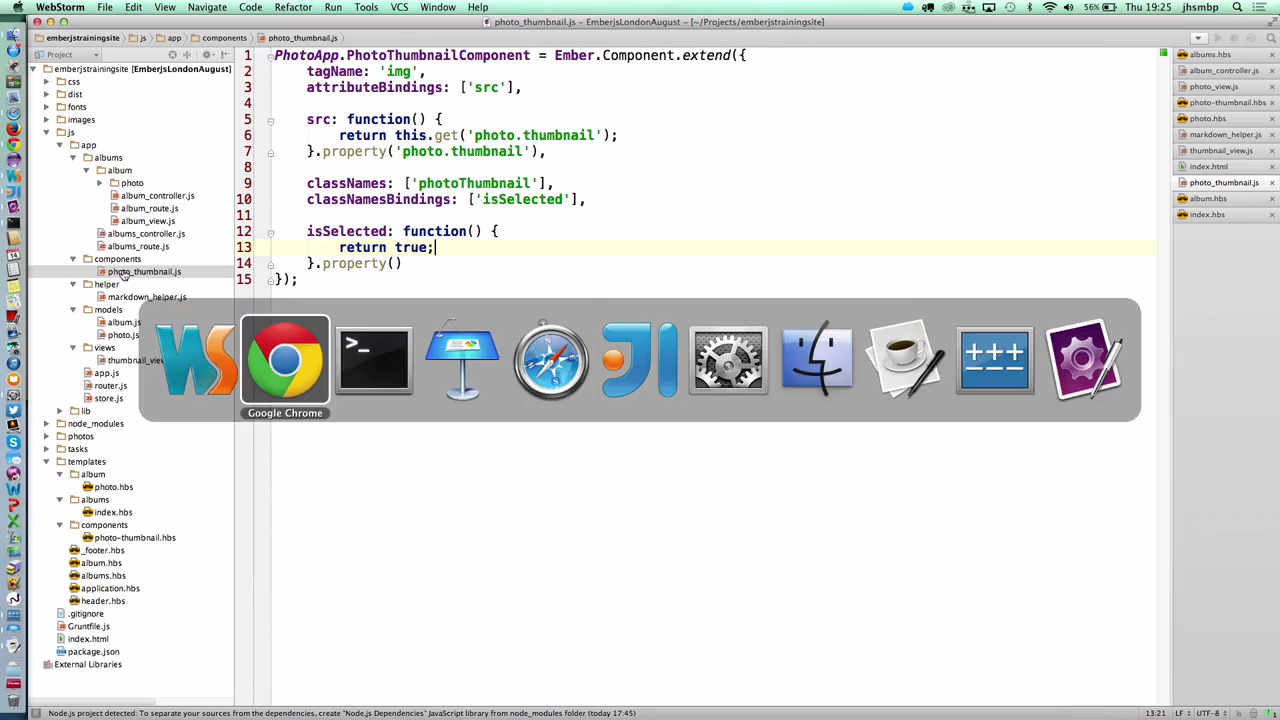 WebStorm File Edit View Navigate Code Refactor Run Tools VCS Window Help 56% Thu 19:25 jhsmbp
photo_thumbnail.js - EmberjsLondonAugust - [~/Projects/emberjstrainingsite]
emberjstrainingsite js app components photo_thumbnail.js
Project
emberjstrainingsite (EmberjsLondonAugust)
css
dist
fonts
images
js
app
albums
album
photo
album_controller.js
album_route.js
album_view.js
albums_controller.js
albums_route.js
components
photo_thumbnail.js
helper
markdown_helper.js
models
album.js
photo.js
views
thumbnail_view
app.js
router.js
store.js
lib
node_modules
photos
tasks
templates
album
photo.hbs
albums
index.hbs
components
photo-thumbnail.hbs
_footer.hbs
album.hbs
albums.hbs
application.hbs
header.hbs
.gitignore
Gruntfile.js
index.html
package.json
External Libraries
1 PhotoApp.PhotoThumbnailComponent = Ember.Component.extend({
2 tagName: 'img',
3 attributeBindings: ['src'],
4
5 src: function() {
6 return this.get('photo.thumbnail');
7 }.property('photo.thumbnail'),
8
9 classNames: ['photoThumbnail'],
10 classNamesBindings: ['isSelected'],
11
12 isSelected: function() {
13 return true;
14 }.property()
15 });
albums.hbs
album_controller.js
photo_view.js
photo-thumbnail.hbs
photo.hbs
markdown_helper.js
thumbnail_view.js
index.html
photo_thumbnail.js
album.hbs
index.hbs
WS
>_
JI
Google Chrome
Node.js project detected: To separate your sources from the dependencies, create "Node.js Dependencies" JavaScript library from node_modules folder (today 17:45) 13:21 LF UTF-8